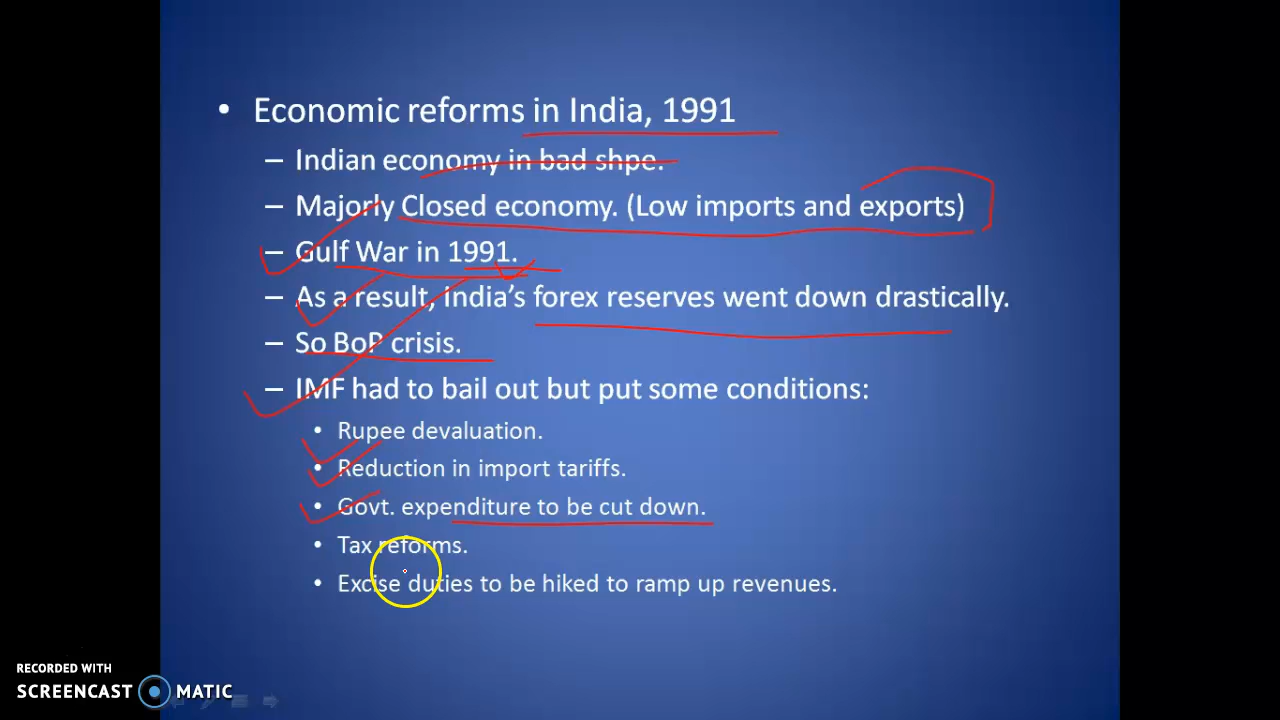 • Economic reforms in India, 1991
– Indian economy in bad shpe.
– Majorly Closed economy. (Low imports and exports)
– Gulf War in 1991.
– As a result, India's forex reserves went down drastically.
– So BoP crisis.
– IMF had to bail out but put some conditions:
• Rupee devaluation.
• Reduction in import tariffs.
• Govt. expenditure to be cut down.
• Tax reforms.
• Excise duties to be hiked to ramp up revenues.
RECORDED WITH
SCREENCAST MATIC